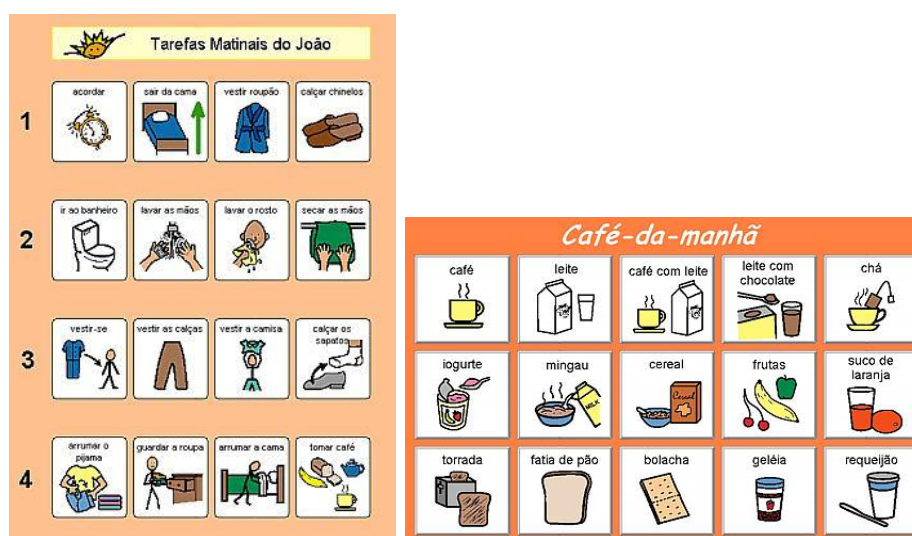 Tarefas Matinais do João
1
acordar
sair da cama
vestir roupão
calçar chinelos
2
ir ao banheiro
lavar as mãos
lavar o rosto
secar as mãos
3
vestir-se
vestir as calças
vestir a camisa
calçar os
sapatos
4
arrumar o
pijama
guardar a roupa
arrumar a cama
tomar café
Café-da-manhã
café
leite
café com leite
leite com
chocolate
chá
iogurte
mingau
MILK
cereal
Cereal
frutas
suco de
laranja
torrada
fatia de pão
bolacha
geléia
requeijão